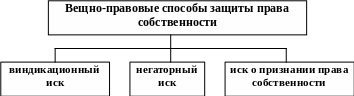 Вещно-правовые способы защиты права
собственности
виндикационный
иск
негаторный
иск
иск о признании права
собственности